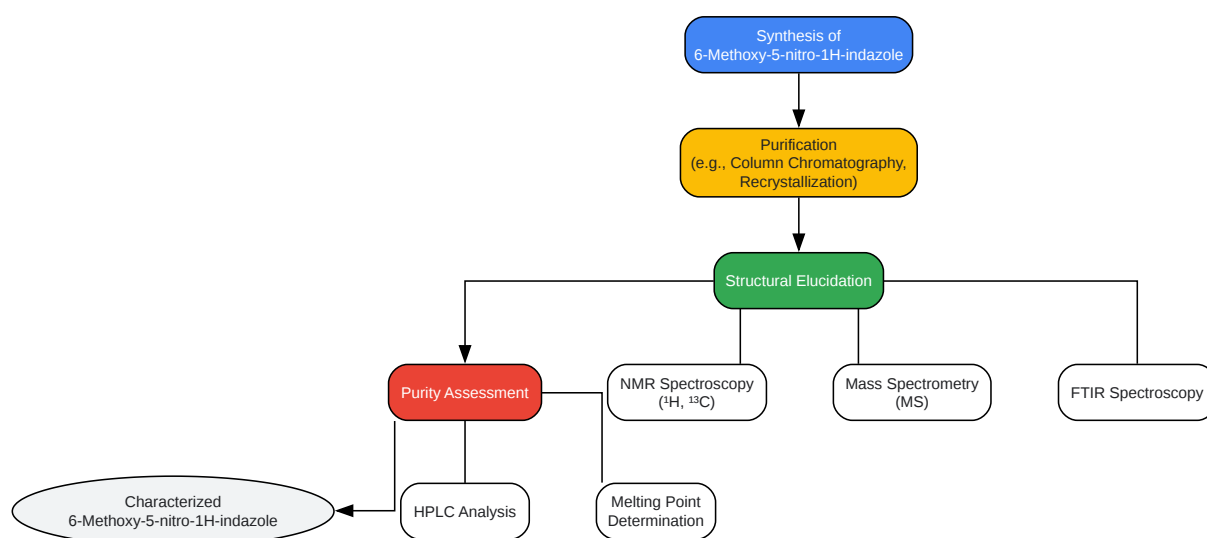 Synthesis of
6-Methoxy-5-nitro-1H-indazole
Purification
(e.g., Column Chromatography,
Recrystallization)
Structural Elucidation
Purity Assessment
NMR Spectroscopy
(¹H, ¹³C)
Mass Spectrometry
(MS)
FTIR Spectroscopy
Characterized
6-Methoxy-5-nitro-1H-indazole
HPLC Analysis
Melting Point
Determination